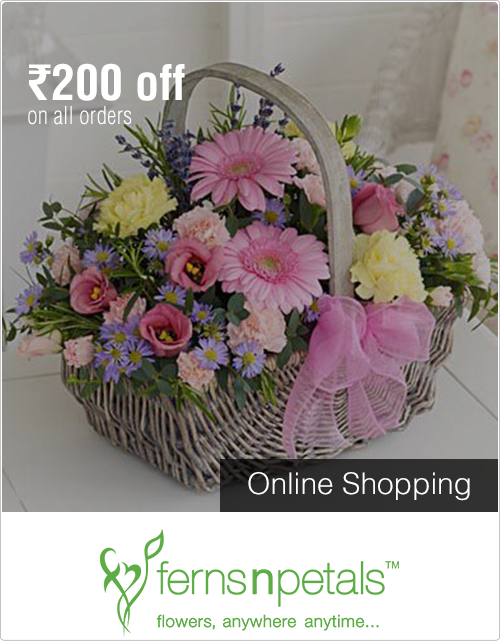 ₹200 off
on all orders
Online Shopping
fernsnpetals™
flowers, anywhere anytime...